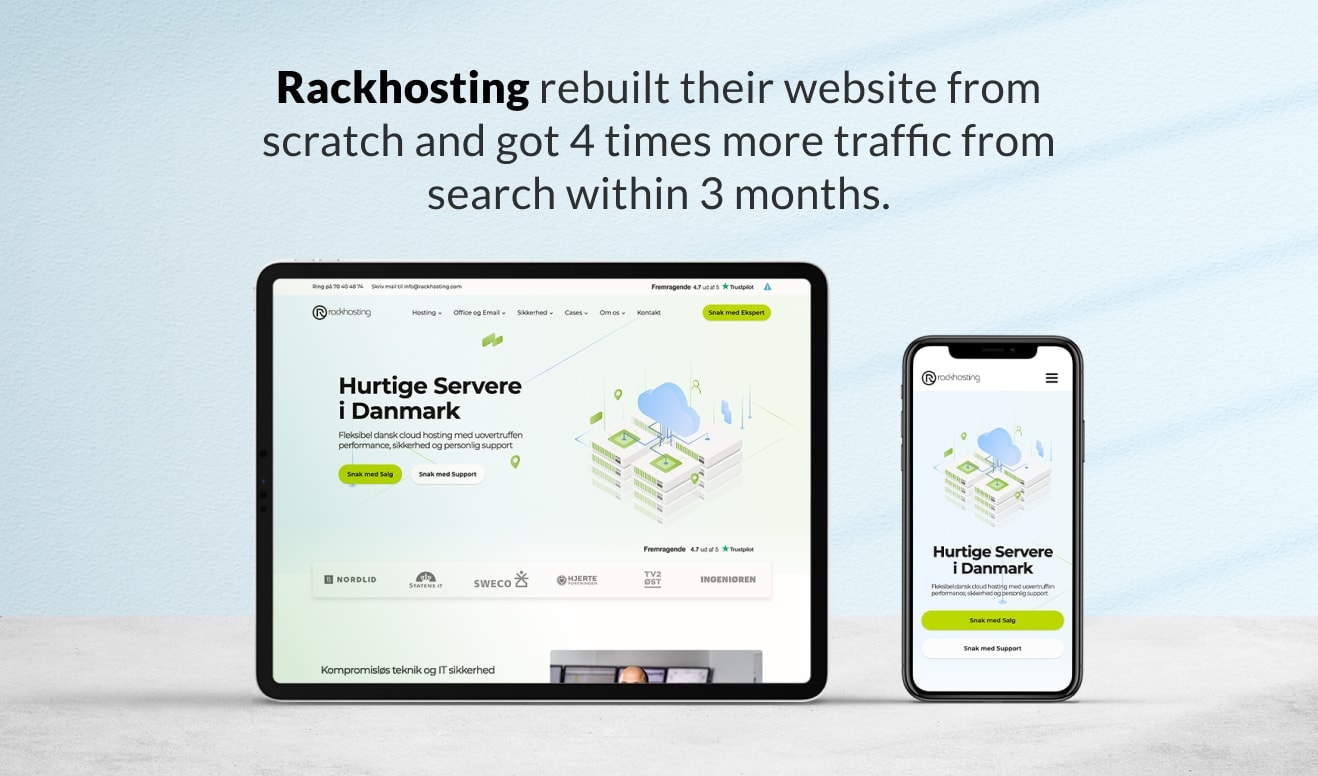 Rackhosting rebuilt their website from
scratch and got 4 times more traffic from
search within 3 months.
Ring på 70 40 48 74 Skriv mail til info@rackhosting.com
Fremragende 4.7 ud af 5 Trustpilot
rackhosting
Hosting Office og Email Sikkerhed Cases Om os Kontakt
Snak med Ekspert
Hurtige Servere
i Danmark
Fleksibel dansk cloud hosting med uovertruffen
performance, sikkerhed og personlig support
Snak med Salg Snak med Support
Fremragende 4.7 ud af 5 Trustpilot
NORDLID
STATENS IT
SWECO
HJERTE
FORENINGEN
TV2
ØST
INGENIØREN
Kompromisløs teknik og IT sikkerhed
rackhosting
Hurtige Servere
i Danmark
Fleksibel dansk cloud hosting med uovertruffen
performance, sikkerhed og personlig support
Snak med Salg
Snak med Support